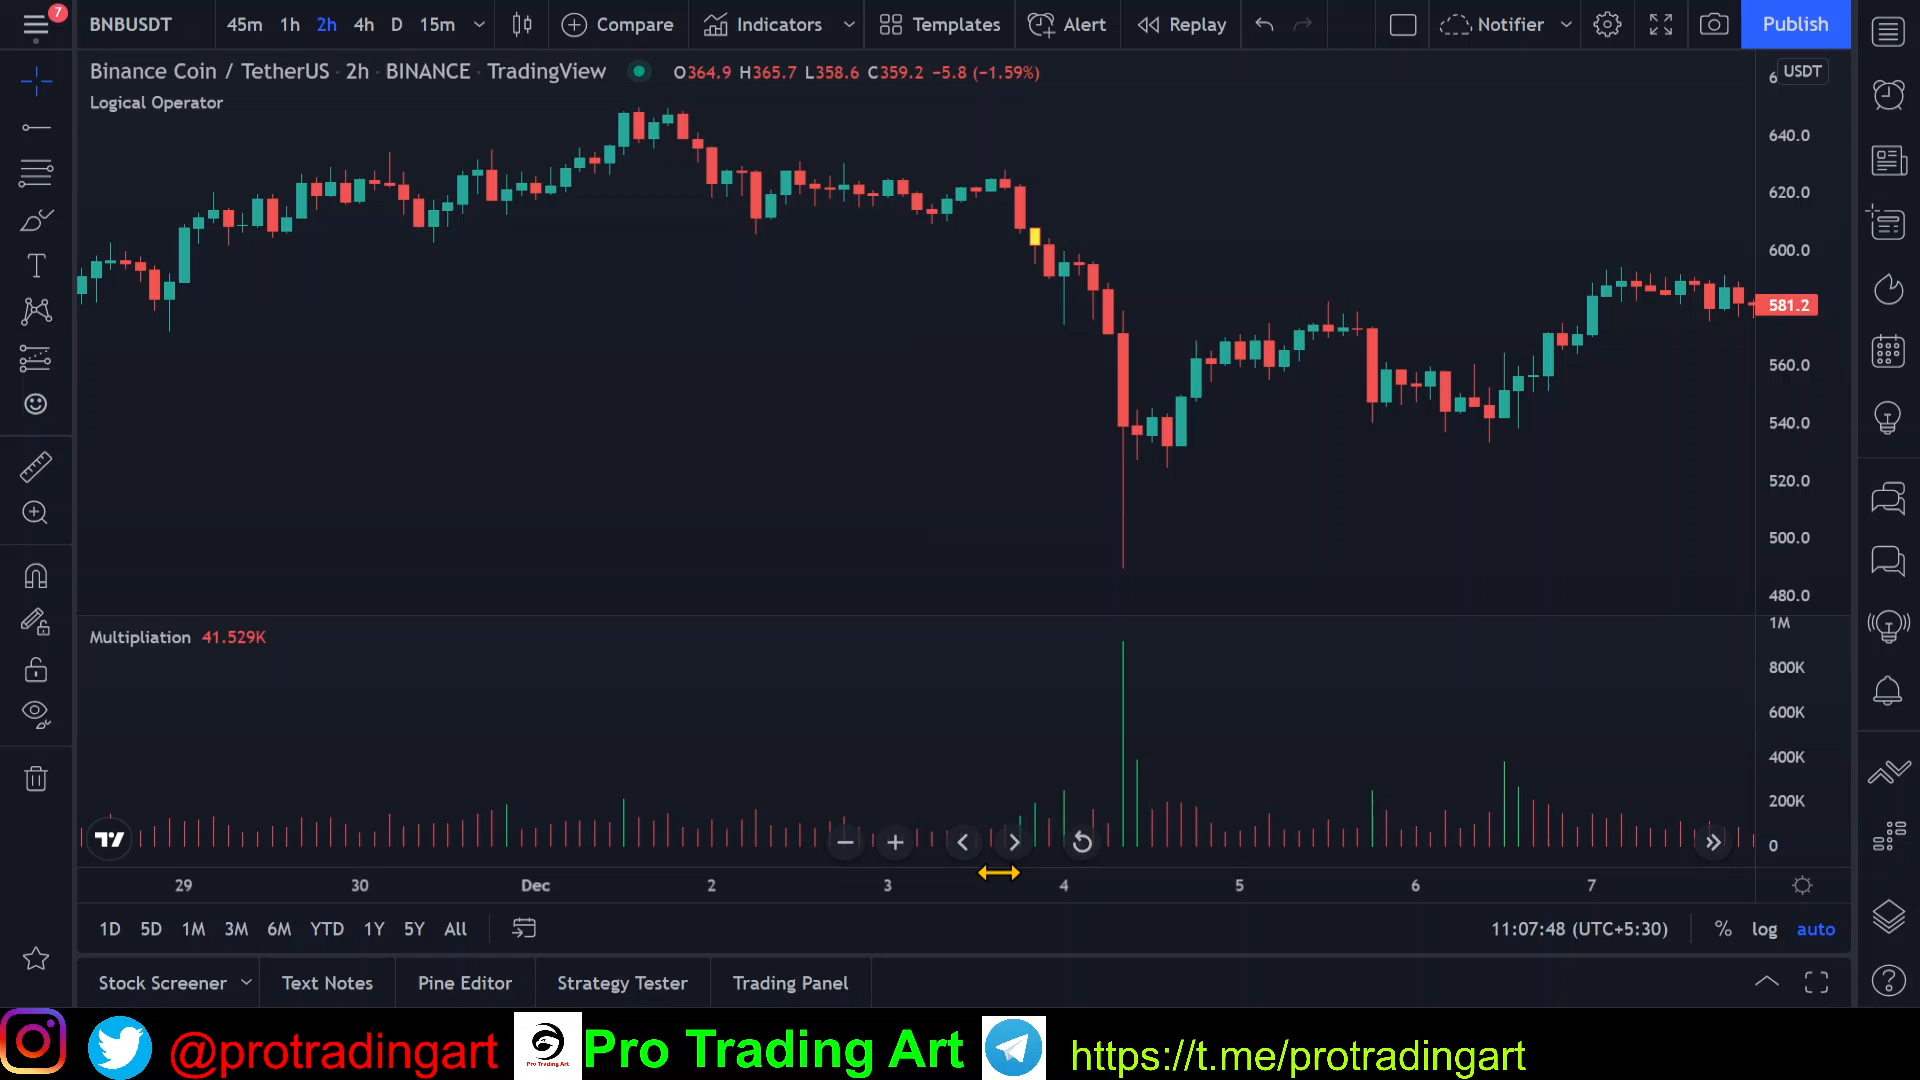 7
BNBUSDT 45m 1h 2h 4h D 15m Compare Indicators Templates Alert Replay Notifier Publish
Binance Coin / TetherUS · 2h · BINANCE · TradingView O364.9 H365.7 L358.6 C359.2 −5.8 (−1.59%)
USDT
Logical Operator
640.0
620.0
600.0
581.2
560.0
540.0
520.0
500.0
480.0
Multipliation 41.529K
1M
800K
600K
400K
200K
0
29 30 Dec 2 3 4 5 6 7
1D 5D 1M 3M 6M YTD 1Y 5Y All 11:07:48 (UTC+5:30) % log auto
Stock Screener Text Notes Pine Editor Strategy Tester Trading Panel
@protradingart Pro Trading Art Pro Trading Art https://t.me/protradingart